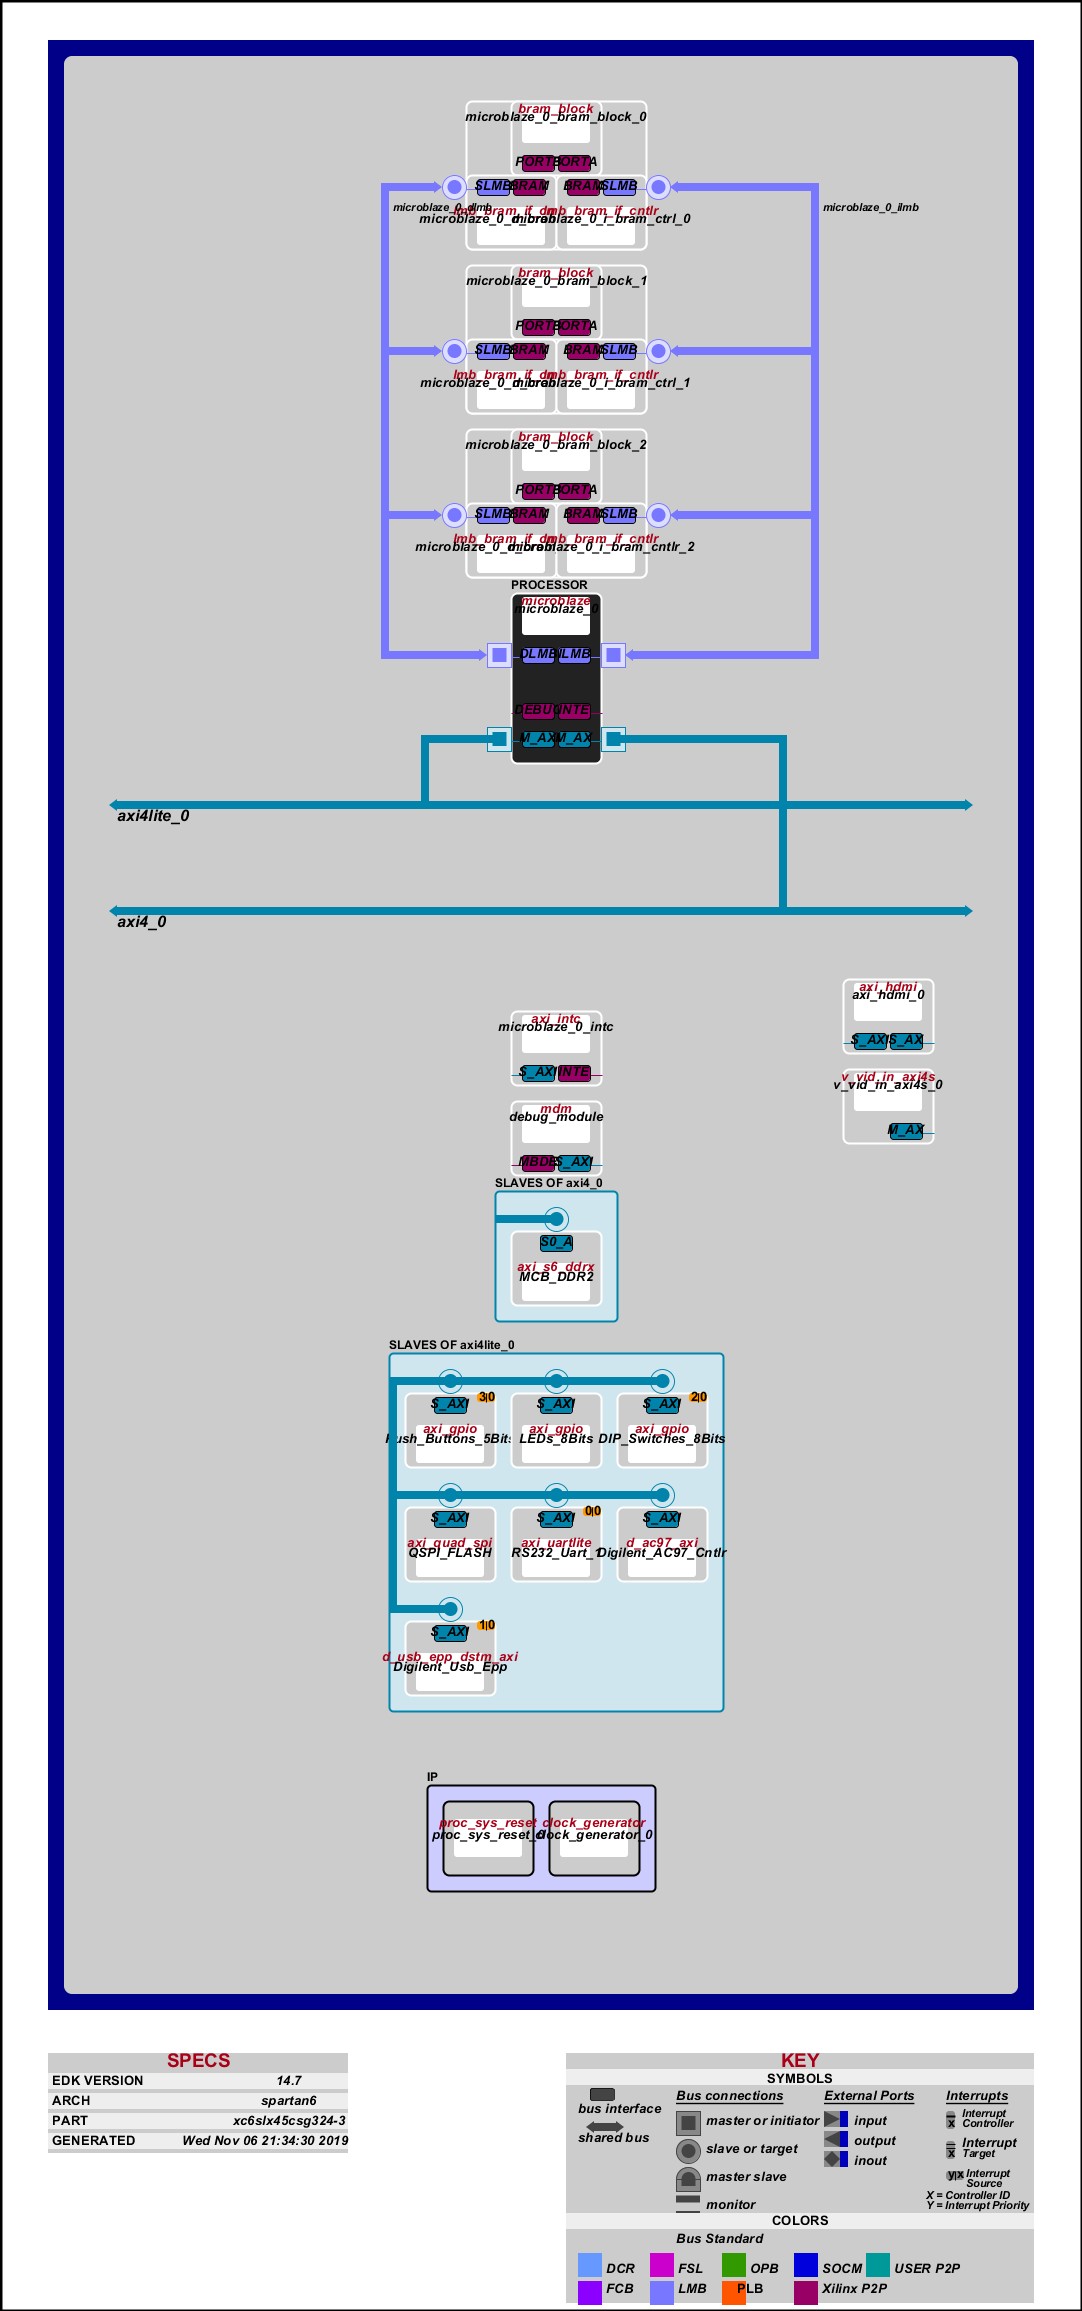 bram_block
microblaze_0_bram_block_0
PORTB PORTA
SLMB BRAM BRAM SLMB
microblaze_0_dlmb
microblaze_0_ilmb
lmb_bram_if_cntlr
microblaze_0_i_bram_ctrl_0
bram_block
microblaze_0_bram_block_1
PORTB PORTA
SLMB BRAM BRAM SLMB
lmb_bram_if_cntlr
microblaze_0_i_bram_ctrl_1
bram_block
microblaze_0_bram_block_2
PORTB PORTA
SLMB BRAM BRAM SLMB
lmb_bram_if_cntlr
microblaze_0_i_bram_cntlr_2
PROCESSOR
microblaze
microblaze_0
DLMB ILMB
DEBUG INTE
M_AXI M_AXI
axi4lite_0
axi4_0
axi_hdmi
axi_hdmi_0
S_AXI S_AX
axi_intc
microblaze_0_intc
S_AXI INTE
v_vid_in_axi4s
v_vid_in_axi4s_0
M_AX
mdm
debug_module
MBDE S_AXI
SLAVES OF axi4_0
S0_A
axi_s6_ddrx
MCB_DDR2
SLAVES OF axi4lite_0
3 0 2 0
S_AXI S_AXI S_AXI
axi_gpio axi_gpio axi_gpio
Push_Buttons_5Bits LEDs_8Bits DIP_Switches_8Bits
0 0
S_AXI S_AXI S_AXI
axi_quad_spi axi_uartlite d_ac97_axi
QSPI_FLASH RS232_Uart_1 Digilent_AC97_Cntlr
1 0
S_AXI
d_usb_epp_dstm_axi
Digilent_Usb_Epp
IP
proc_sys_reset clock_generator
proc_sys_reset_0 clock_generator_0
SPECS
EDK VERSION 14.7
ARCH spartan6
PART xc6slx45csg324-3
GENERATED Wed Nov 06 21:34:30 2019
KEY
SYMBOLS
bus interface
shared bus
Bus connections
master or initiator
slave or target
master slave
monitor
External Ports
input
output
inout
Interrupts
x Interrupt
Controller
x Interrupt
Target
y|x Interrupt
Source
X = Controller ID
Y = Interrupt Priority
COLORS
Bus Standard
DCR FSL OPB SOCM USER P2P
FCB LMB PLB Xilinx P2P